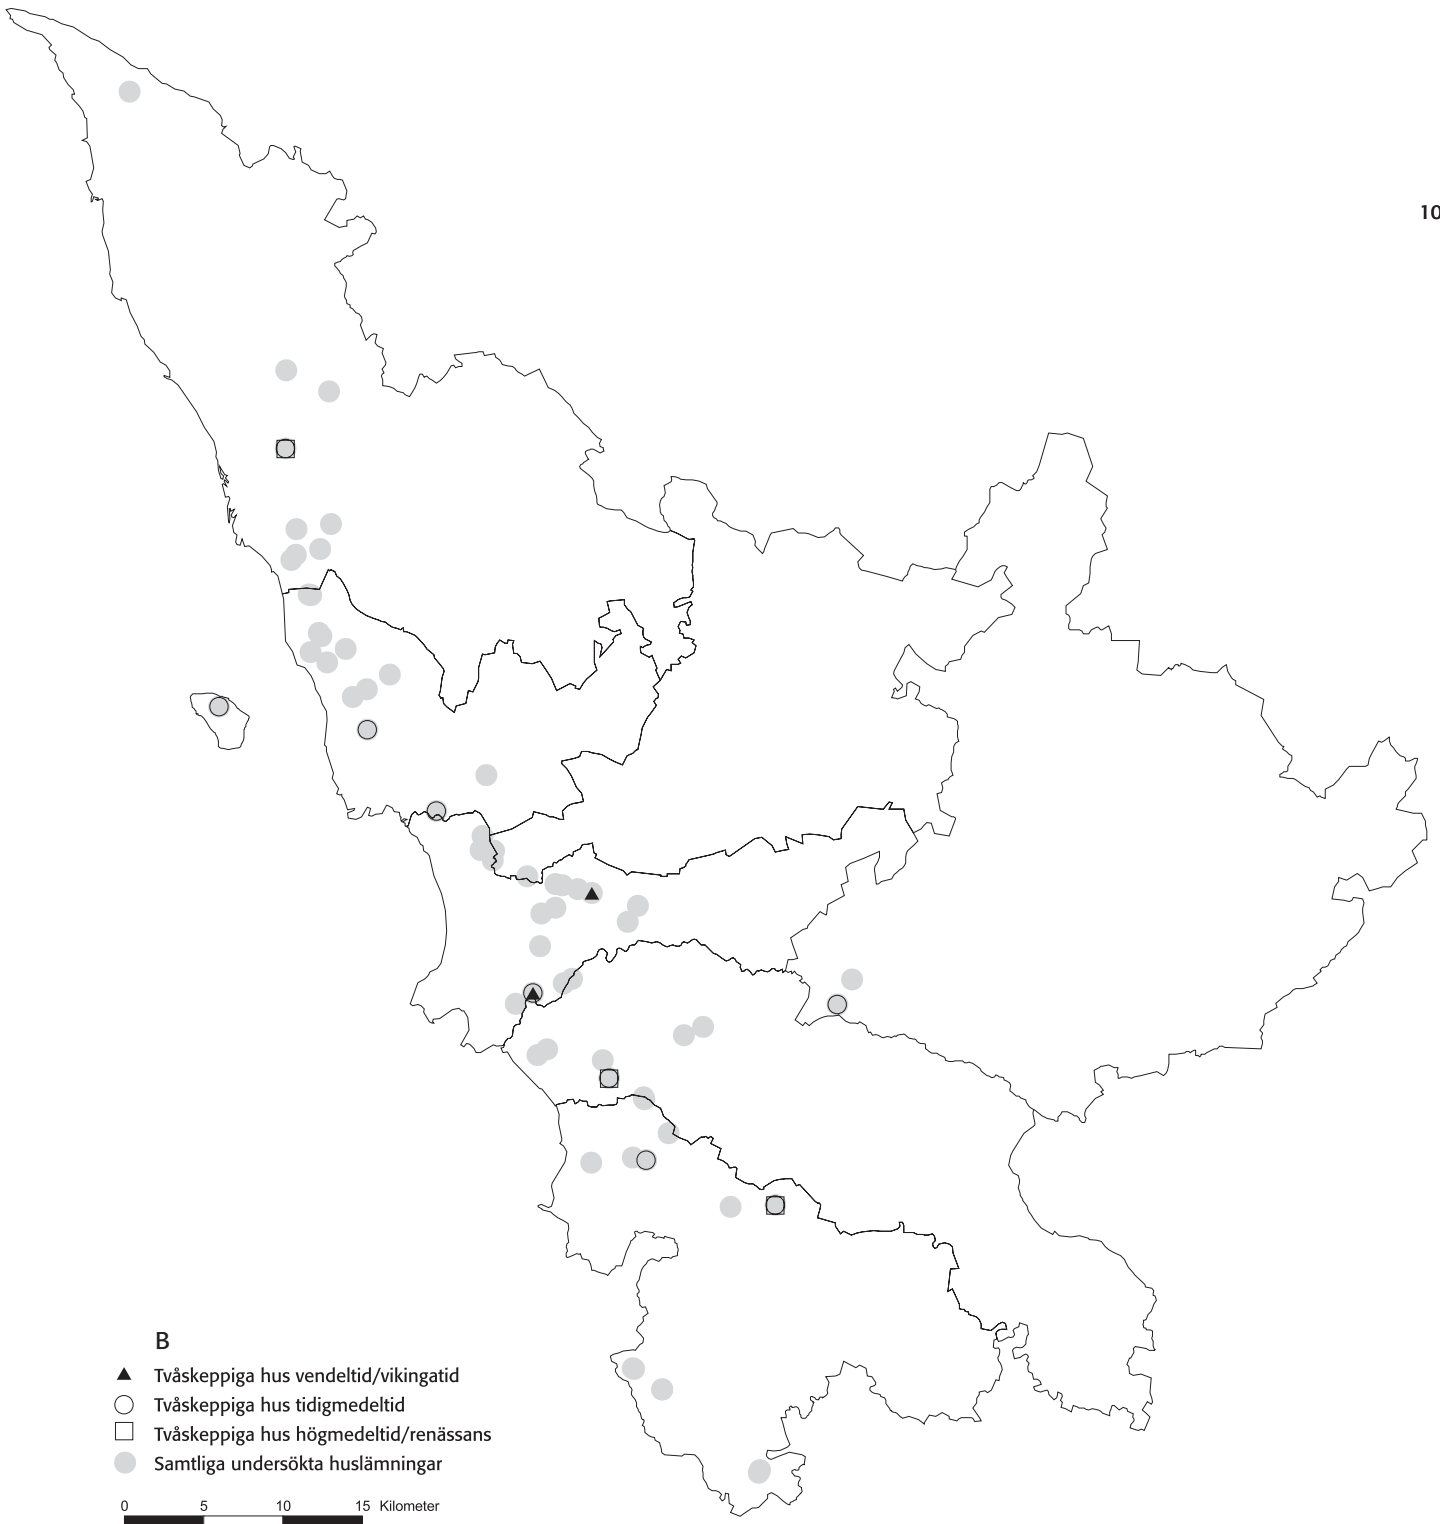 10
B
Tvåskeppiga hus vendeltid/vikingatid
Tvåskeppiga hus tidigmedeltid
Tvåskeppiga hus högmedeltid/renässans
Samtliga undersökta huslämningar
0 5 10 15 Kilometer